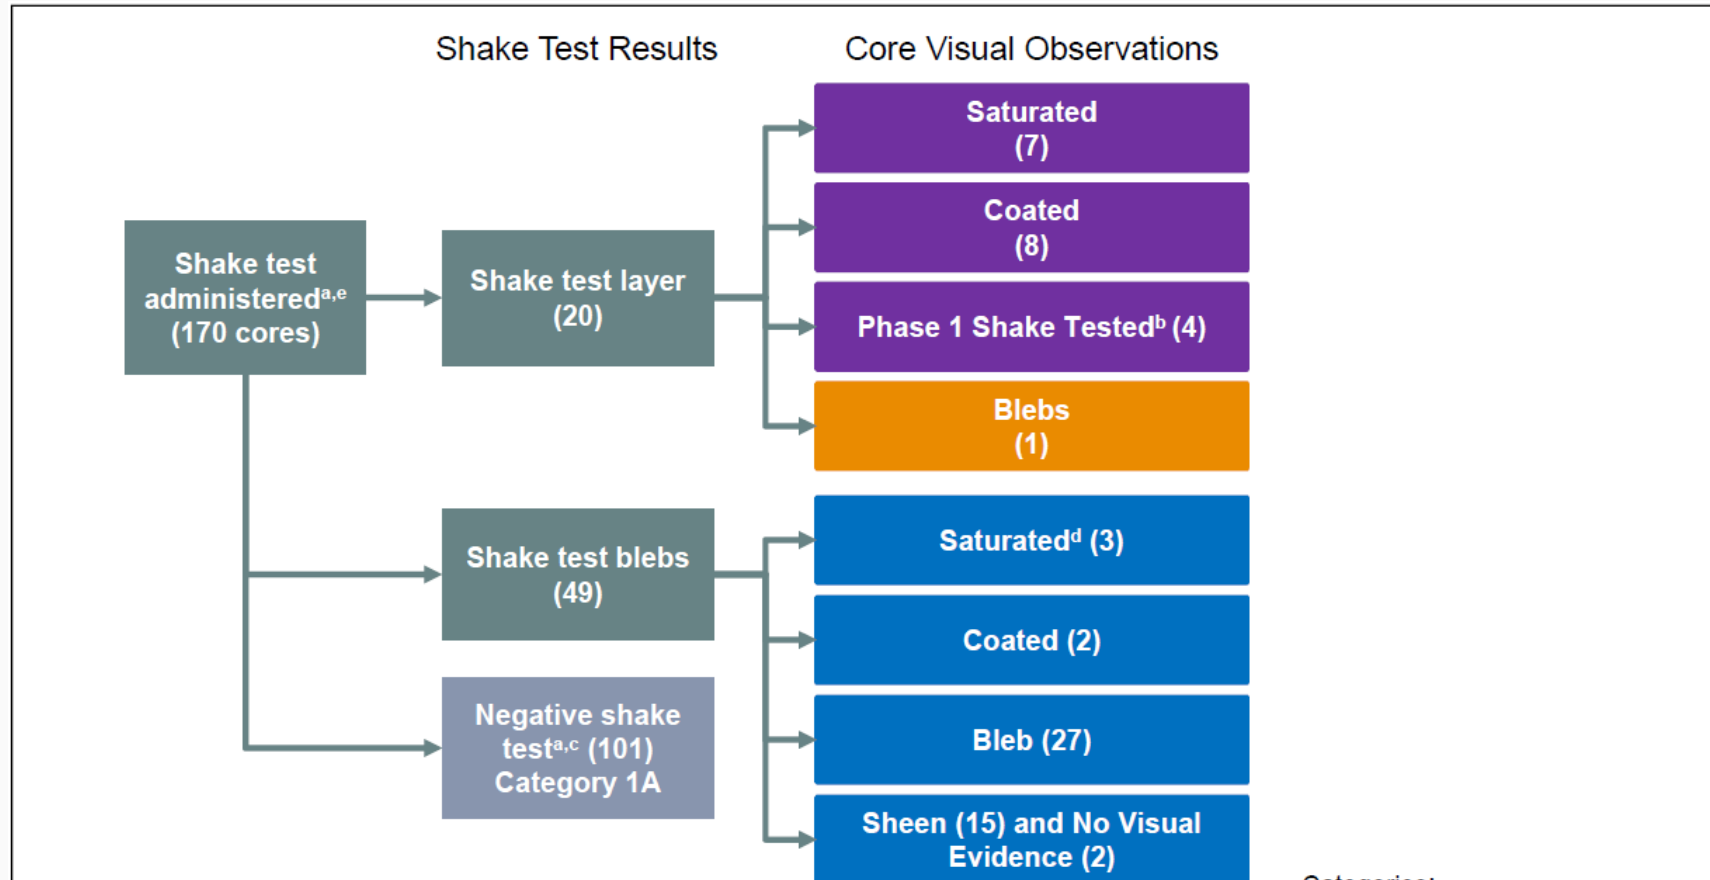 Shake Test Results
Core Visual Observations
Shake test
administeredᵃ,ᵉ
(170 cores)
Shake test layer
(20)
Saturated
(7)
Coated
(8)
Phase 1 Shake Testedᵇ (4)
Blebs
(1)
Shake test blebs
(49)
Saturatedᵈ (3)
Coated (2)
Bleb (27)
Sheen (15) and No Visual
Evidence (2)
Negative shake
testᵃ,ᶜ (101)
Category 1A